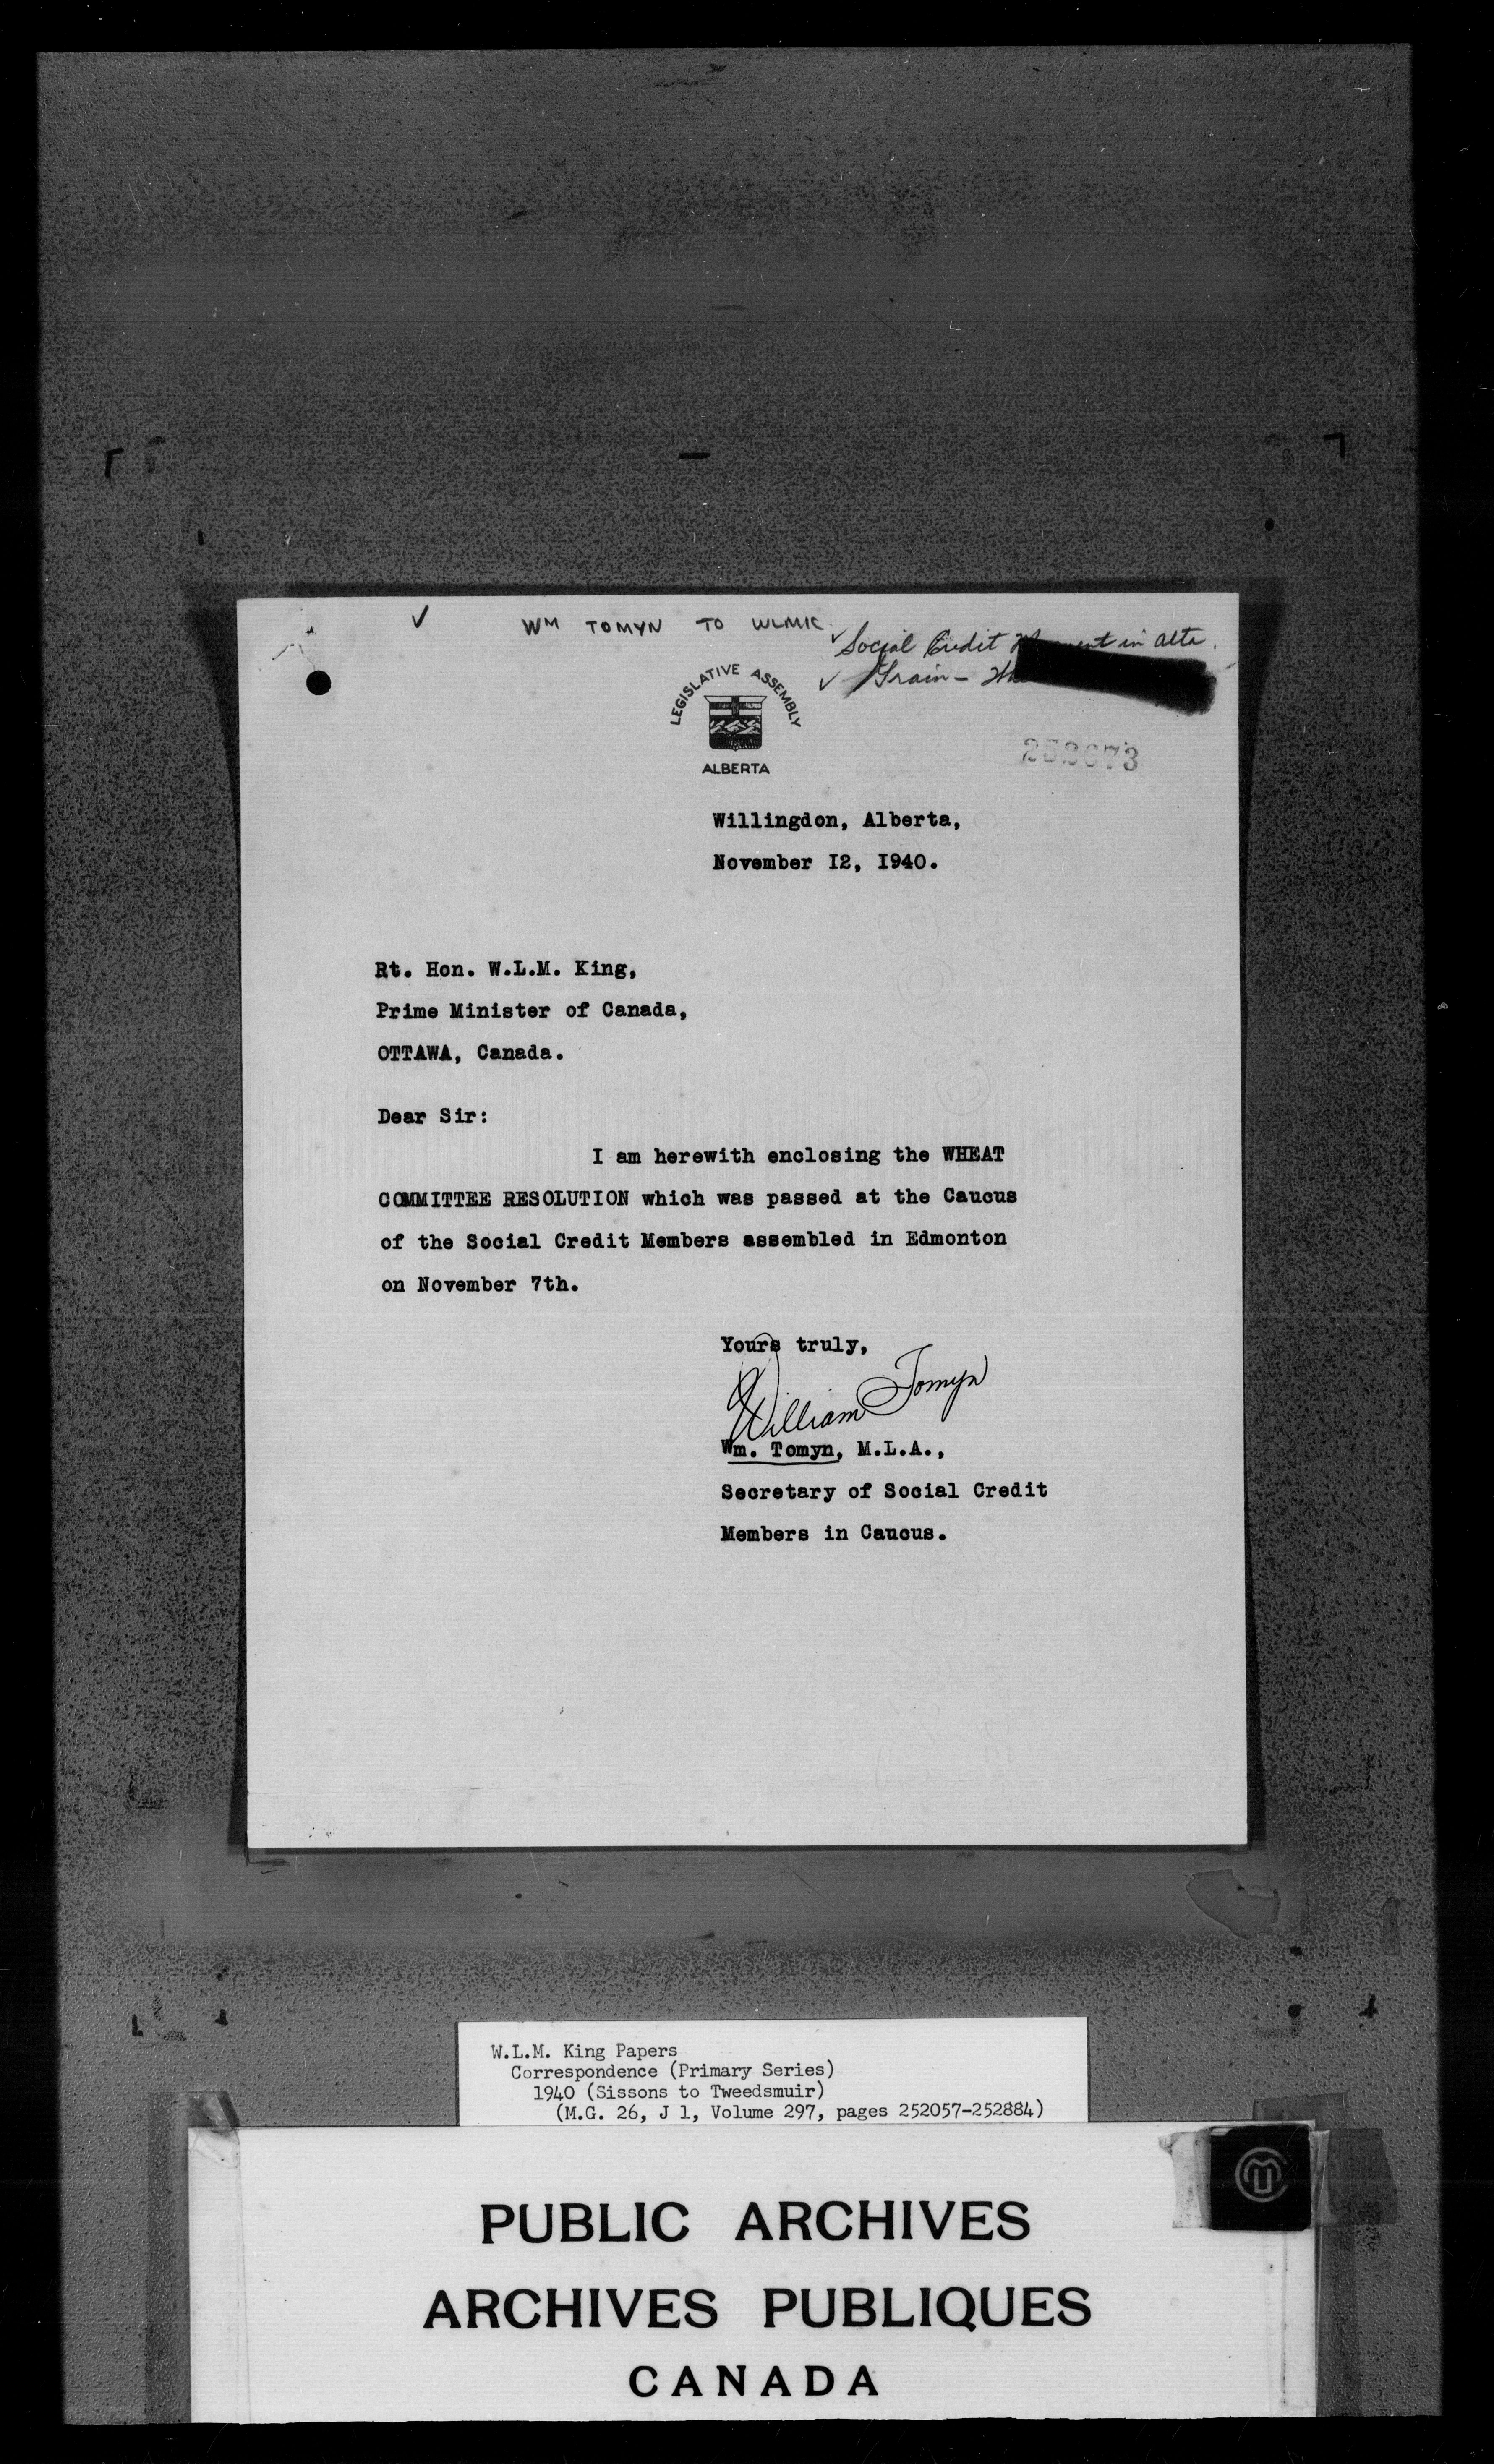 ✓ WM TOMYN TO WLMK
✓ Social Credit in Alta.
✓ Grain -
LEGISLATIVE ASSEMBLY
ALBERTA
Willingdon, Alberta,
November I2, I940.
Rt. Hon. W.L.M. King,
Prime Minister of Canada,
OTTAWA, Canada.
Dear Sir:
I am herewith enclosing the WHEAT
COMMITTEE RESOLUTION which was passed at the Caucus
of the Social Credit Members assembled in Edmonton
on November 7th.
Yours truly,
William Tomyn
Wm. Tomyn, M.L.A.,
Secretary of Social Credit
Members in Caucus.
W.L.M. King Papers
Correspondence (Primary Series)
1940 (Sissons to Tweedsmuir)
(M.G. 26, J 1, Volume 297, pages 252057-252884)
PUBLIC ARCHIVES
ARCHIVES PUBLIQUES
CANADA